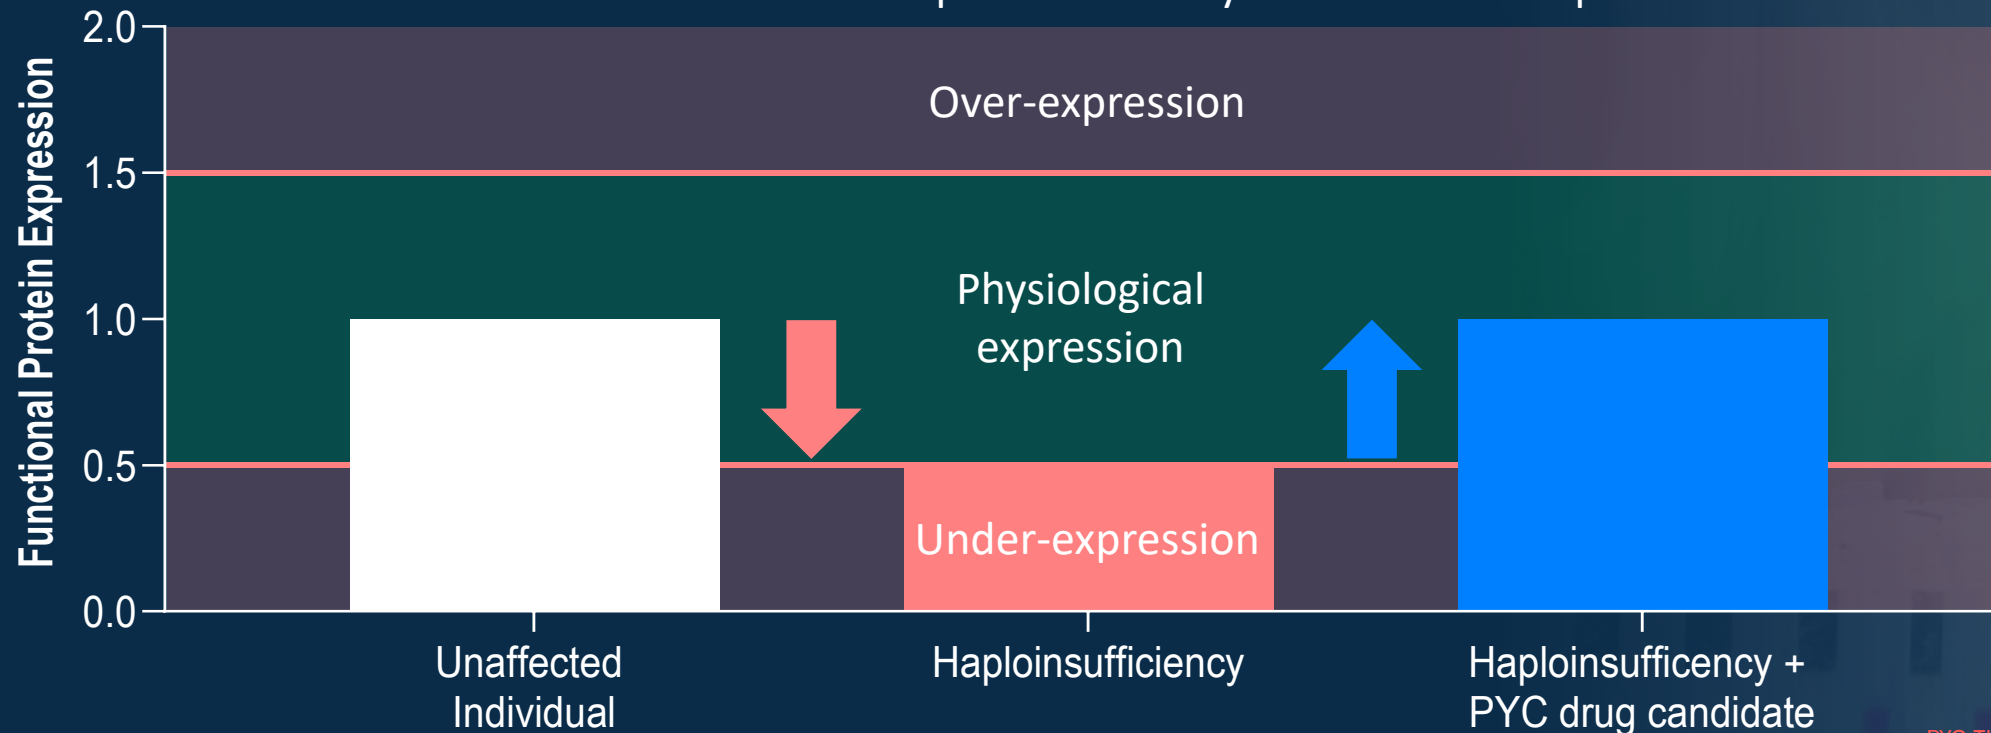 2.0
Over-expression
1.5
Physiological
expression
1.0
0.5
Under-expression
0.0
Functional Protein Expression
Unaffected
Individual
Haploinsufficiency
Haploinsufficency +
PYC drug candidate